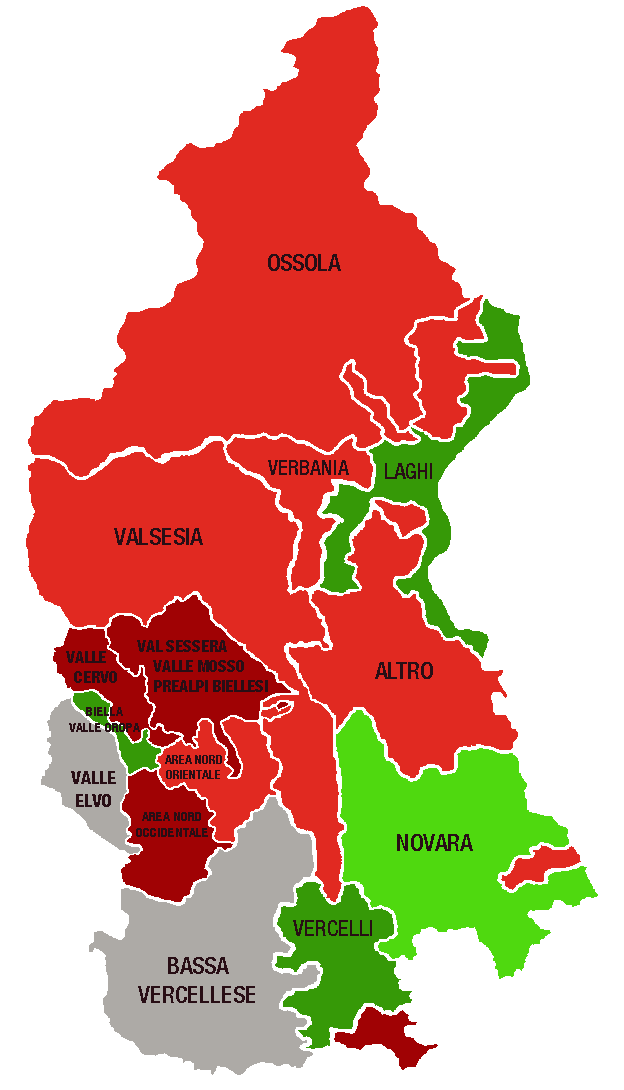 OSSOLA
VERBANIA
LAGHI
VALSESIA
VAL SESSERA
VALLE MOSSO
PREALPI BIELLESI
VALLE
CERVO
ALTRO
BIELLA
VALLE OROPA
AREA NORD
ORIENTALE
VALLE
ELVO
AREA NORD
OCCIDENTALE
NOVARA
VERCELLI
BASSA
VERCELLESE